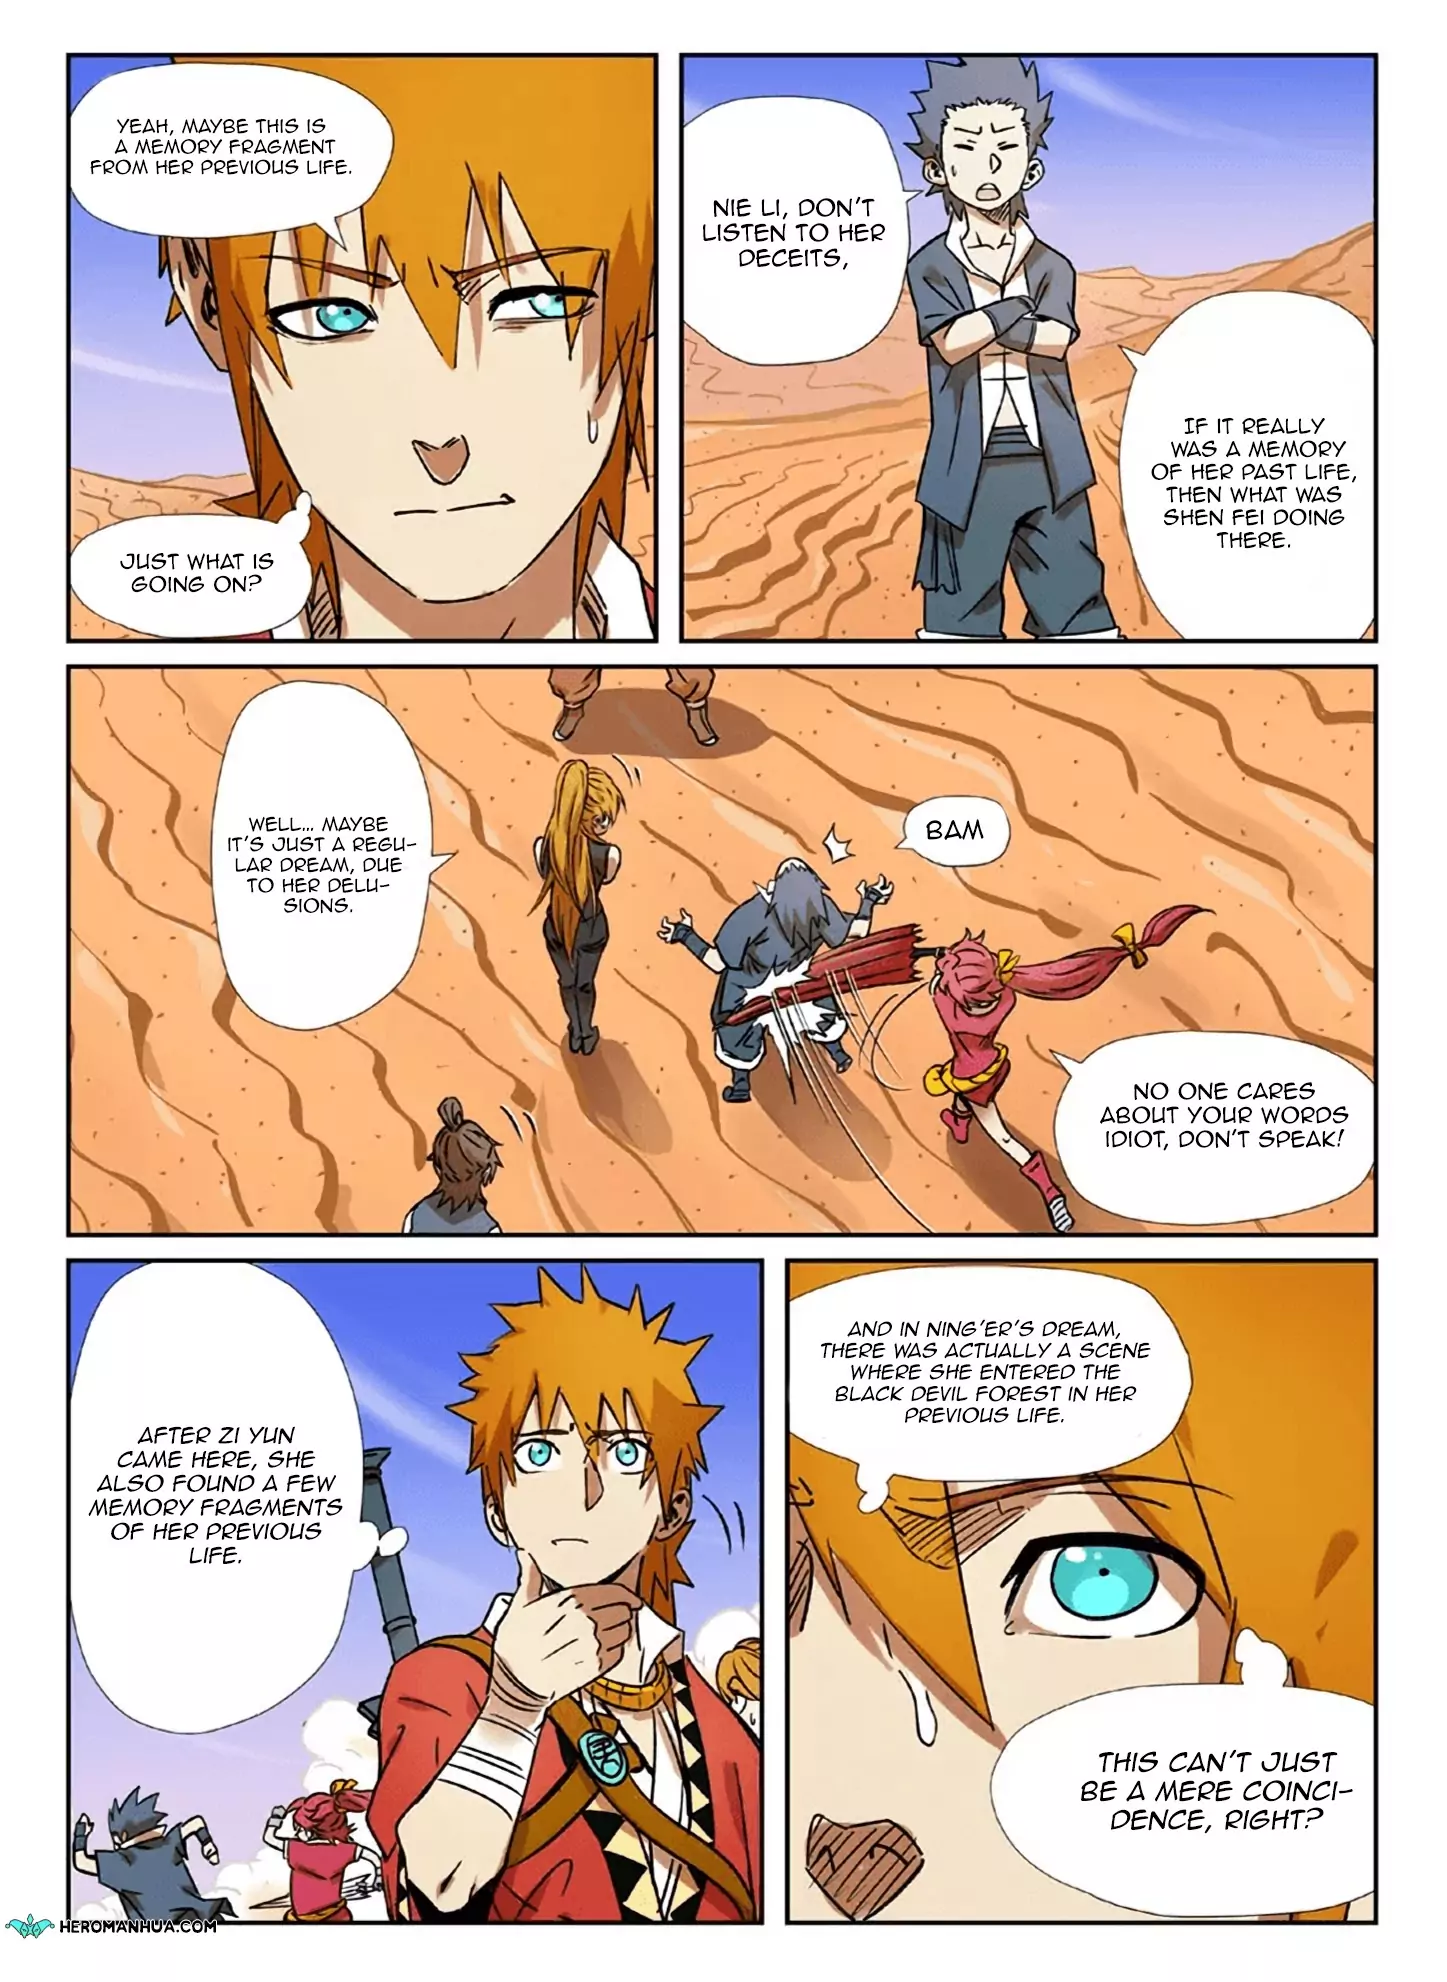 YEAH, MAYBE THIS IS
A MEMORY FRAGMENT
FROM HER PREVIOUS LIFE.
JUST WHAT IS
GOING ON?
NIE LI, DON'T
LISTEN TO HER
DECEITS,
IF IT REALLY
WAS A MEMORY
OF HER PAST LIFE,
THEN WHAT WAS
SHEN FEI DOING
THERE.
WELL... MAYBE
IT'S JUST A REGU-
LAR DREAM, DUE
TO HER DELU-
SIONS.
BAM
NO ONE CARES
ABOUT YOUR WORDS
IDIOT, DON'T SPEAK!
AFTER ZI YUN
CAME HERE, SHE
ALSO FOUND A FEW
MEMORY FRAGMENTS
OF HER PREVIOUS
LIFE.
AND IN NING'ER'S DREAM,
THERE WAS ACTUALLY A SCENE
WHERE SHE ENTERED THE
BLACK DEVIL FOREST IN HER
PREVIOUS LIFE.
THIS CAN'T JUST
BE A MERE COINCI-
DENCE, RIGHT?
HEROMANHUA.COM